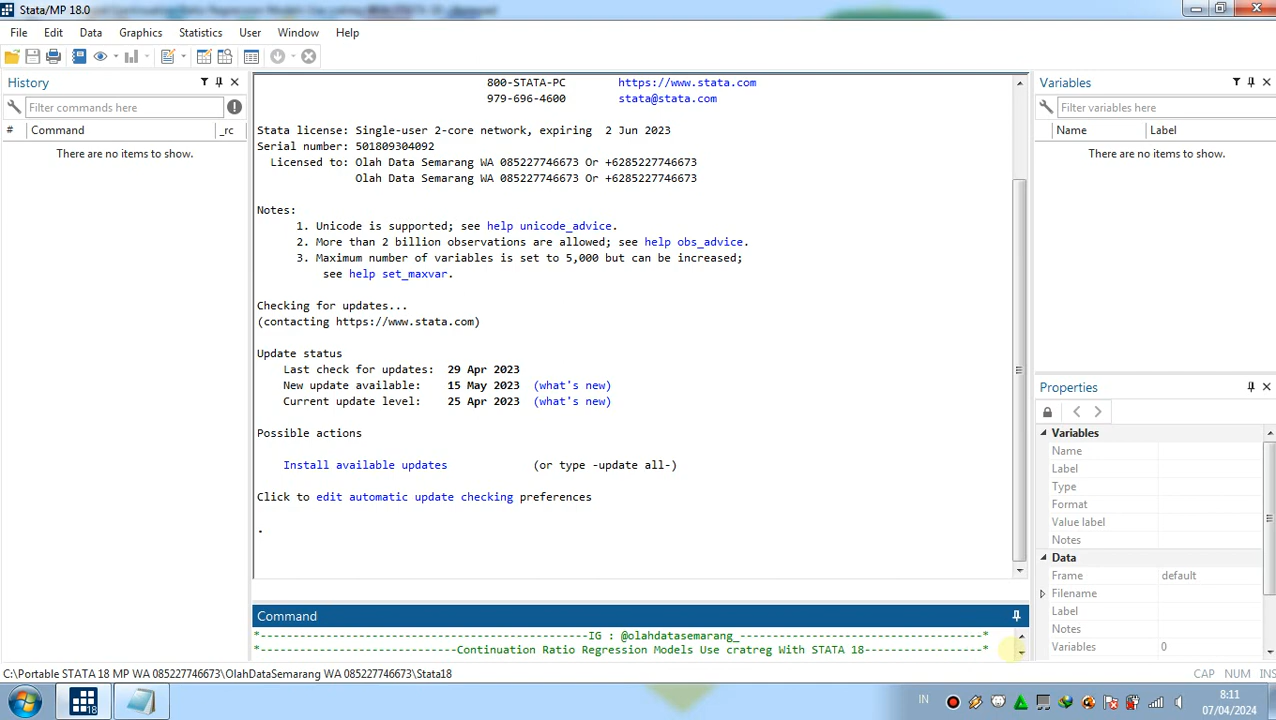 Stata/MP 18.0
File Edit Data Graphics Statistics User Window Help
History
Filter commands here
# Command _rc
There are no items to show.
800-STATA-PC https://www.stata.com
979-696-4600 stata@stata.com
Stata license: Single-user 2-core network, expiring 2 Jun 2023
Serial number: 501809304092
Licensed to: Olah Data Semarang WA 085227746673 Or +6285227746673
Olah Data Semarang WA 085227746673 Or +6285227746673
Notes:
1. Unicode is supported; see help unicode_advice.
2. More than 2 billion observations are allowed; see help obs_advice.
3. Maximum number of variables is set to 5,000 but can be increased;
see help set_maxvar.
Checking for updates...
(contacting https://www.stata.com)
Update status
Last check for updates: 29 Apr 2023
New update available: 15 May 2023 (what's new)
Current update level: 25 Apr 2023 (what's new)
Possible actions
Install available updates (or type -update all-)
Click to edit automatic update checking preferences
.
Command
*--------------------------------------------------IG : @olahdatasemarang_-------------------------------------*
*------------------------------Continuation Ratio Regression Models Use cratreg With STATA 18------------------*
Variables
Filter variables here
Name Label
There are no items to show.
Properties
Variables
Name
Label
Type
Format
Value label
Notes
Data
Frame default
Filename
Label
Notes
Variables 0
C:\Portable STATA 18 MP WA 085227746673\OlahDataSemarang WA 085227746673\Stata18
CAP NUM INS
18
IN
8:11
07/04/2024